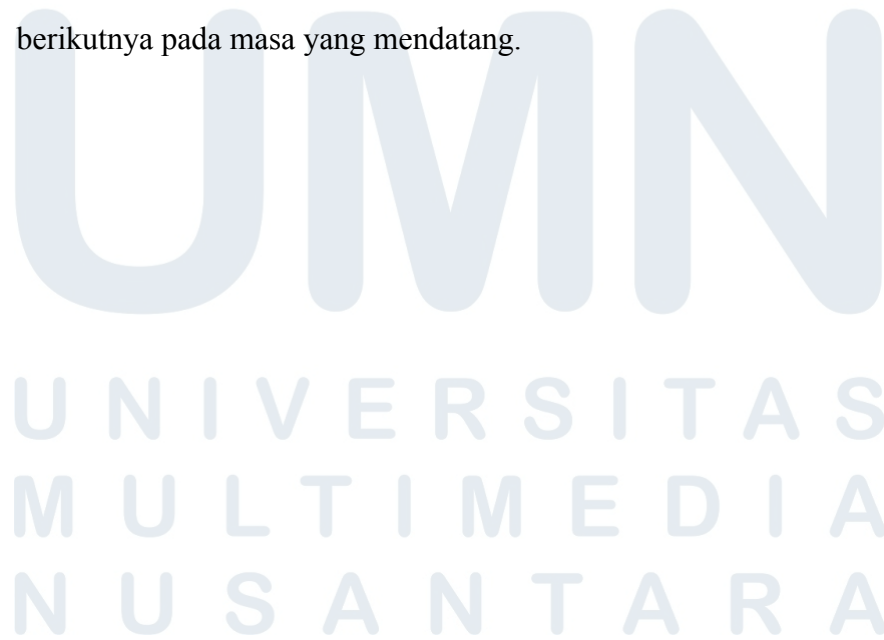 berikutnya pada masa yang mendatang.
UMN
UNIVERSITAS
MULTIMEDIA
NUSANTARA